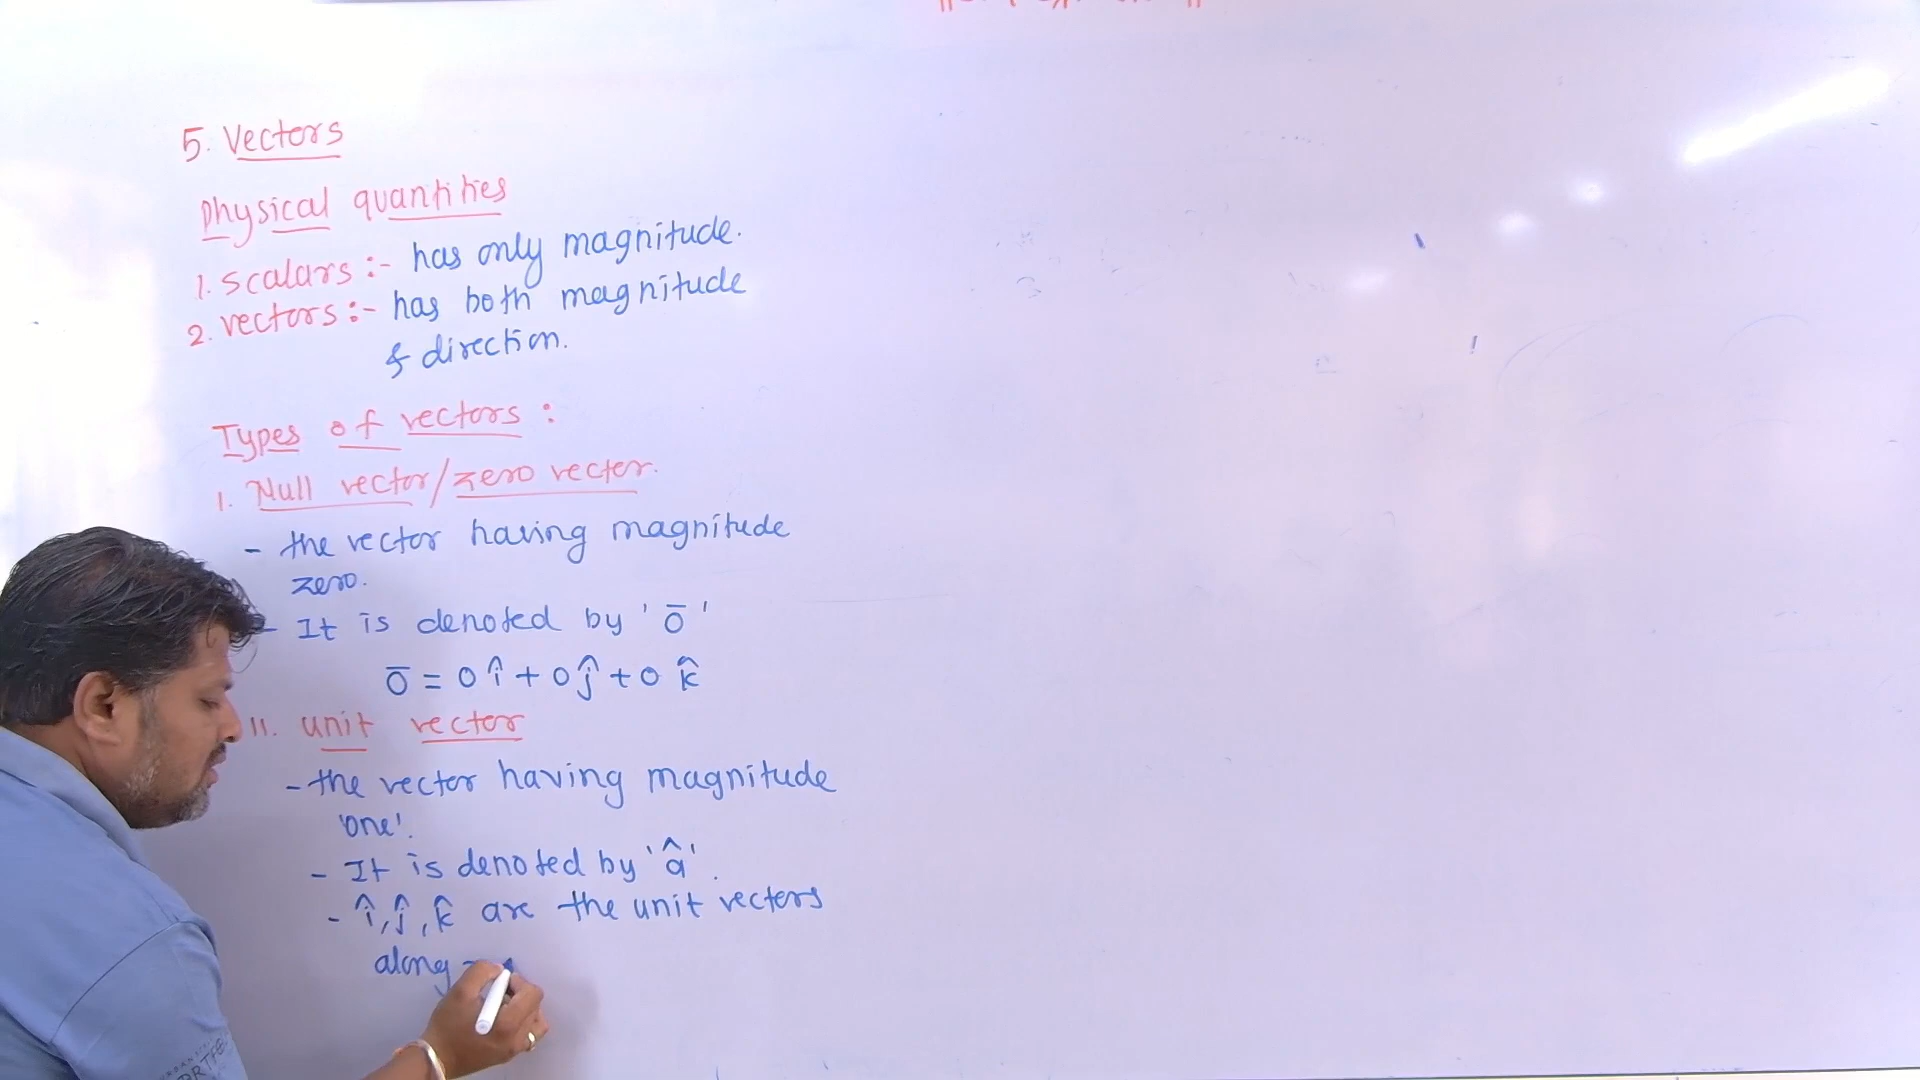 5. Vectors
Physical quantities
1. Scalars :- has only magnitude.
2. vectors :- has both magnitude
& direction.
Types of vectors :
I. Null vector/zero vector.
- the vector having magnitude
zero.
- It is denoted by ' o̅ '
o̅ = 0 î + 0 ĵ + 0 k̂
II. unit vector
- the vector having magnitude
'one'.
- It is denoted by 'â'.
- î, ĵ, k̂ are the unit vectors
along